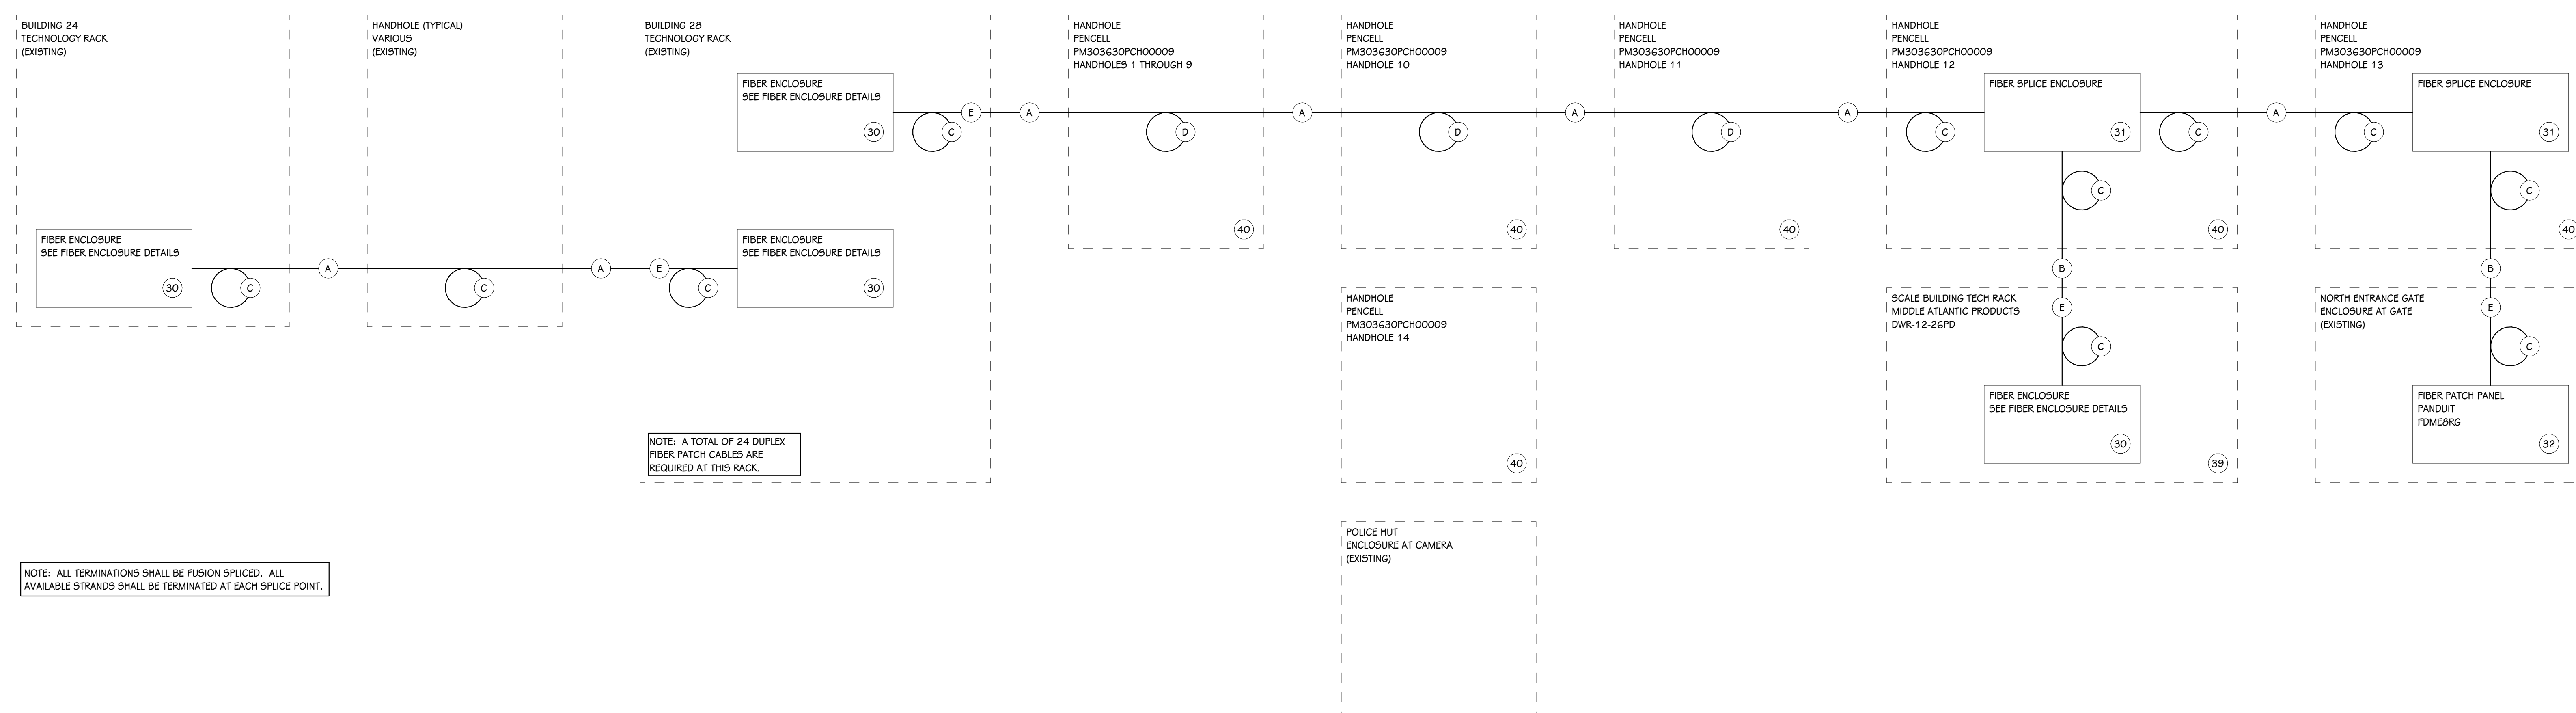 BUILDING 24
TECHNOLOGY RACK
(EXISTING)
FIBER ENCLOSURE
SEE FIBER ENCLOSURE DETAILS
30
C
A
HANDHOLE (TYPICAL)
VARIOUS
(EXISTING)
C
A
BUILDING 28
TECHNOLOGY RACK
(EXISTING)
FIBER ENCLOSURE
SEE FIBER ENCLOSURE DETAILS
30
C
E
E
C
FIBER ENCLOSURE
SEE FIBER ENCLOSURE DETAILS
30
NOTE: A TOTAL OF 24 DUPLEX
FIBER PATCH CABLES ARE
REQUIRED AT THIS RACK.
A
HANDHOLE
PENCELL
PM303630PCH00009
HANDHOLES 1 THROUGH 9
D
40
A
HANDHOLE
PENCELL
PM303630PCH00009
HANDHOLE 10
D
40
A
HANDHOLE
PENCELL
PM303630PCH00009
HANDHOLE 11
D
40
A
HANDHOLE
PENCELL
PM303630PCH00009
HANDHOLE 12
C
FIBER SPLICE ENCLOSURE
31
C
C
40
A
HANDHOLE
PENCELL
PM303630PCH00009
HANDHOLE 13
C
FIBER SPLICE ENCLOSURE
31
C
40
B
B
HANDHOLE
PENCELL
PM303630PCH00009
HANDHOLE 14
40
SCALE BUILDING TECH RACK
MIDDLE ATLANTIC PRODUCTS
DWR-12-26PD
E
C
FIBER ENCLOSURE
SEE FIBER ENCLOSURE DETAILS
30
39
NORTH ENTRANCE GATE
ENCLOSURE AT GATE
(EXISTING)
E
C
FIBER PATCH PANEL
PANDUIT
FDME8RG
32
POLICE HUT
ENCLOSURE AT CAMERA
(EXISTING)
NOTE: ALL TERMINATIONS SHALL BE FUSION SPLICED. ALL
AVAILABLE STRANDS SHALL BE TERMINATED AT EACH SPLICE POINT.